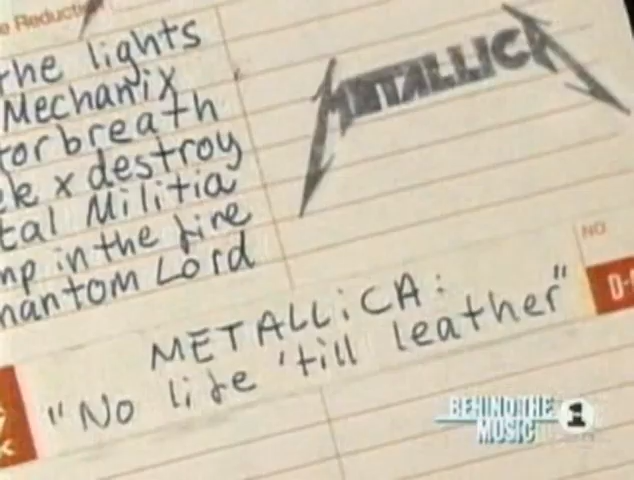 e Reduction
the lights
Mechanix
torbreath
ek x destroy
tal Militia
mp in the fire
hantom Lord
METALLICA
NO
METALLiCA:
"No life 'till leather"
D-
BEHIND THE
MUSIC
1